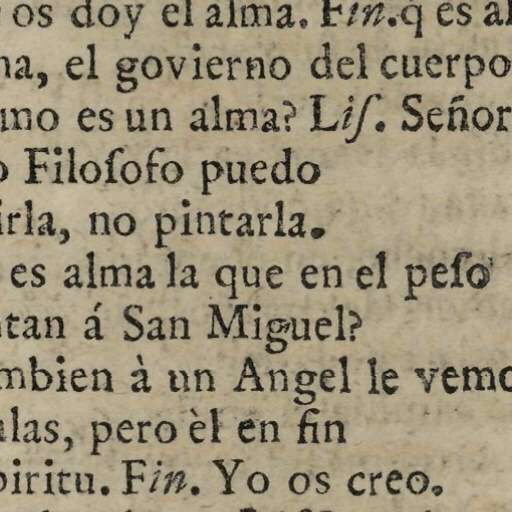 os doy el alma. Fin. q̃ es al
na, el govierno del cuerpo
mo es un alma? Liſ. Señor
o Filoſofo puedo
irla, no pintarla.
es alma la que en el peſo
tan á San Miguel?
mbien à un Angel le vemo
alas, pero èl en fin
piritu. Fin. Yo os creo.